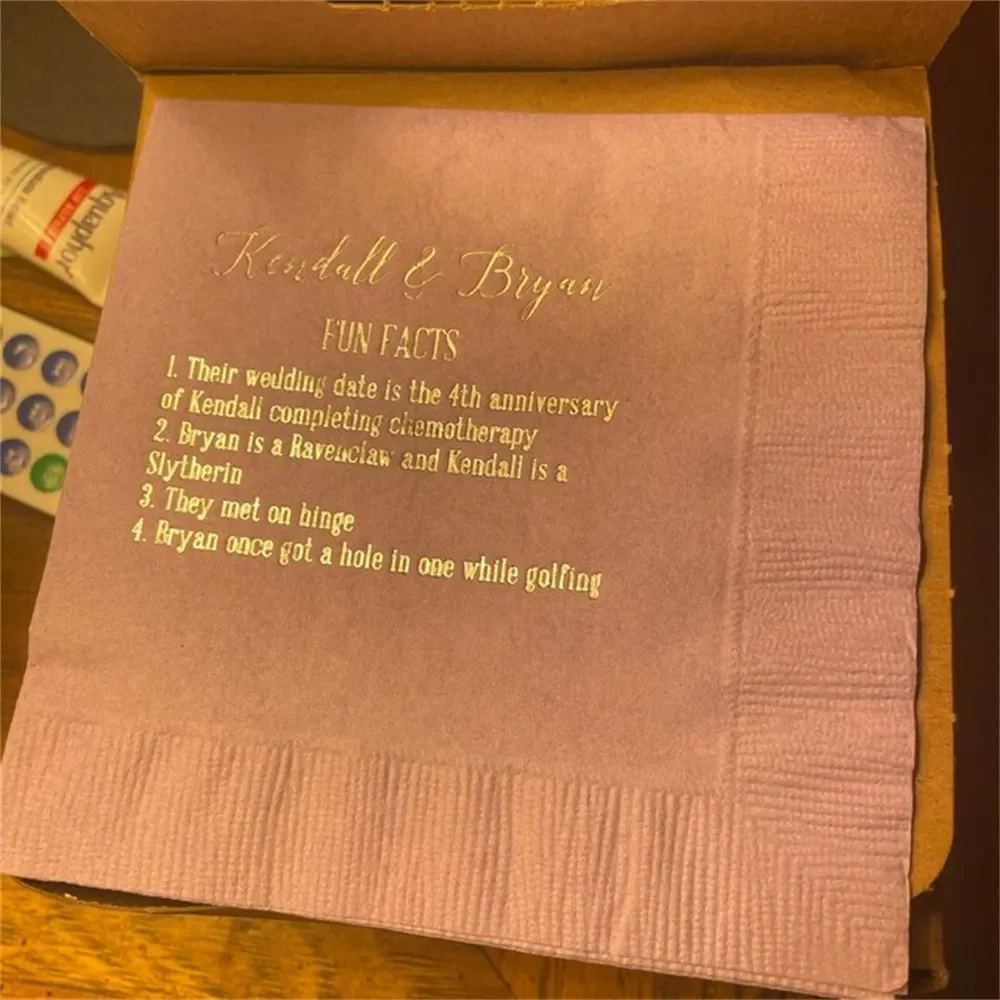 Kendall & Bryan
FUN FACTS
1. Their wedding date is the 4th anniversary
of Kendall completing chemotherapy
2. Bryan is a Ravenclaw and Kendall is a
Slytherin
3. They met on hinge
4. Bryan once got a hole in one while golfing
quaphor